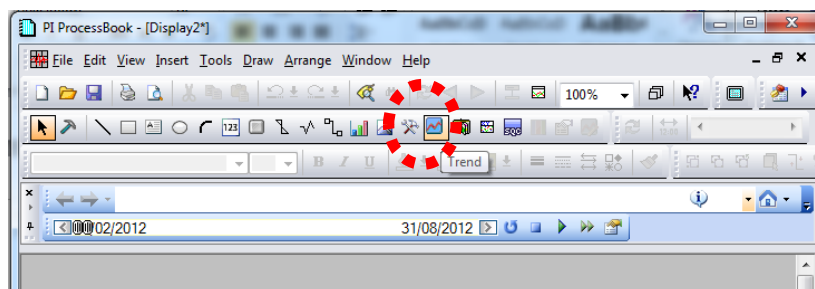 PI ProcessBook - [Display2*]
File Edit View Insert Tools Draw Arrange Window Help
100%
123
SQC
B I U
Trend
/02/2012
31/08/2012